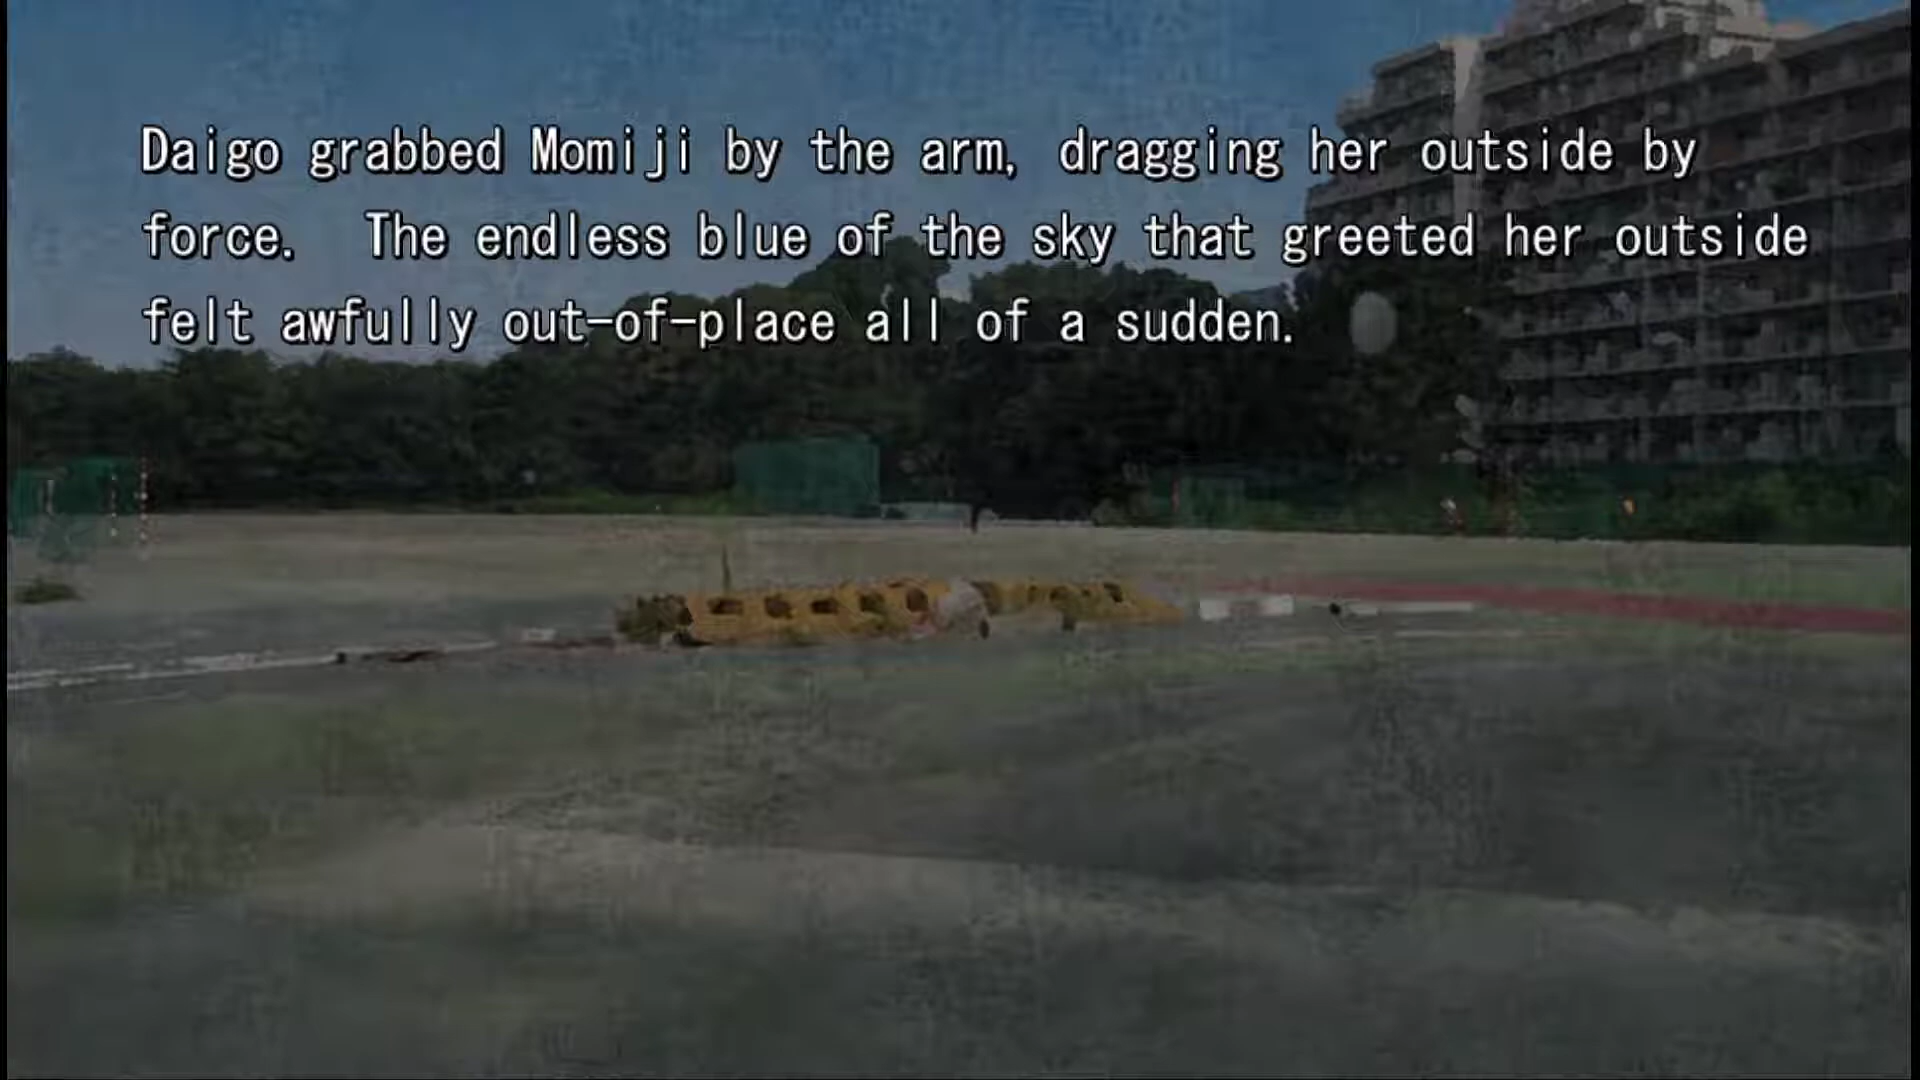 Daigo grabbed Momiji by the arm, dragging her outside by
force.  The endless blue of the sky that greeted her outside
felt awfully out-of-place all of a sudden.